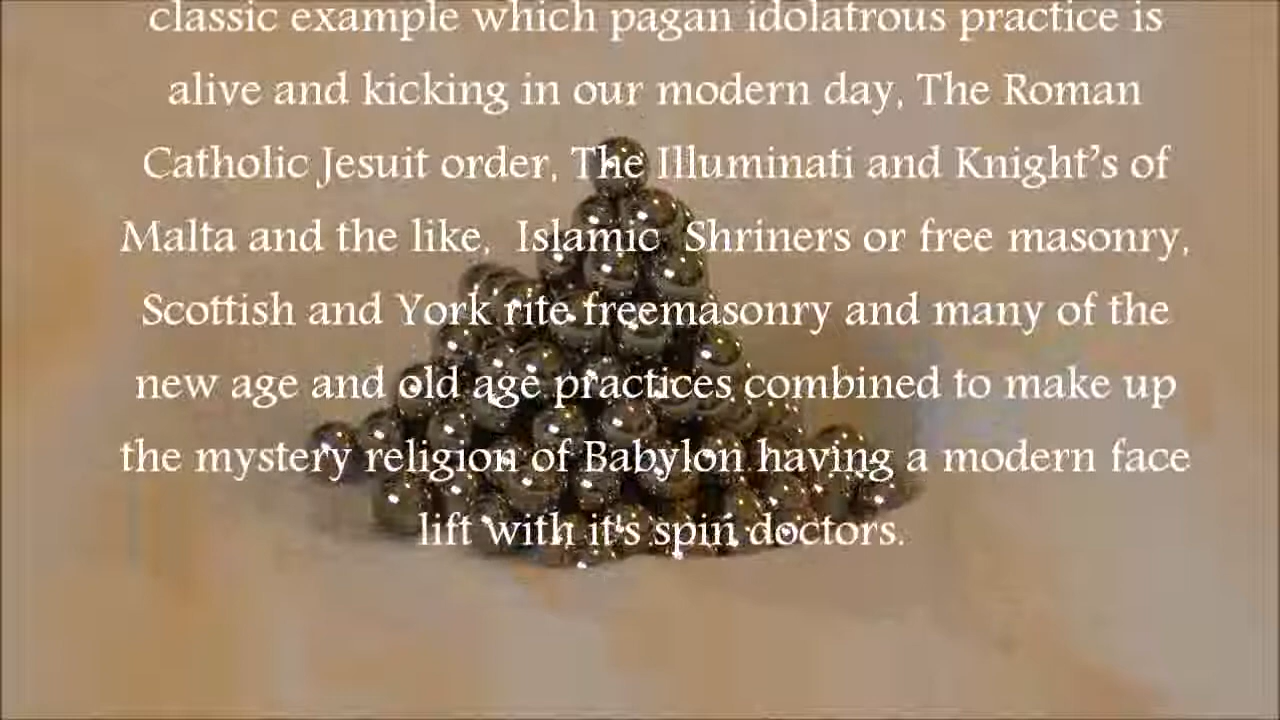 classic example which pagan idolatrous practice is
alive and kicking in our modern day, The Roman
Catholic Jesuit order, The Illuminati and Knight's of
Malta and the like,  Islamic  Shriners or free masonry,
Scottish and York rite freemasonry and many of the
new age and old age practices combined to make up
the mystery religion of Babylon having a modern face
lift with it's spin doctors.